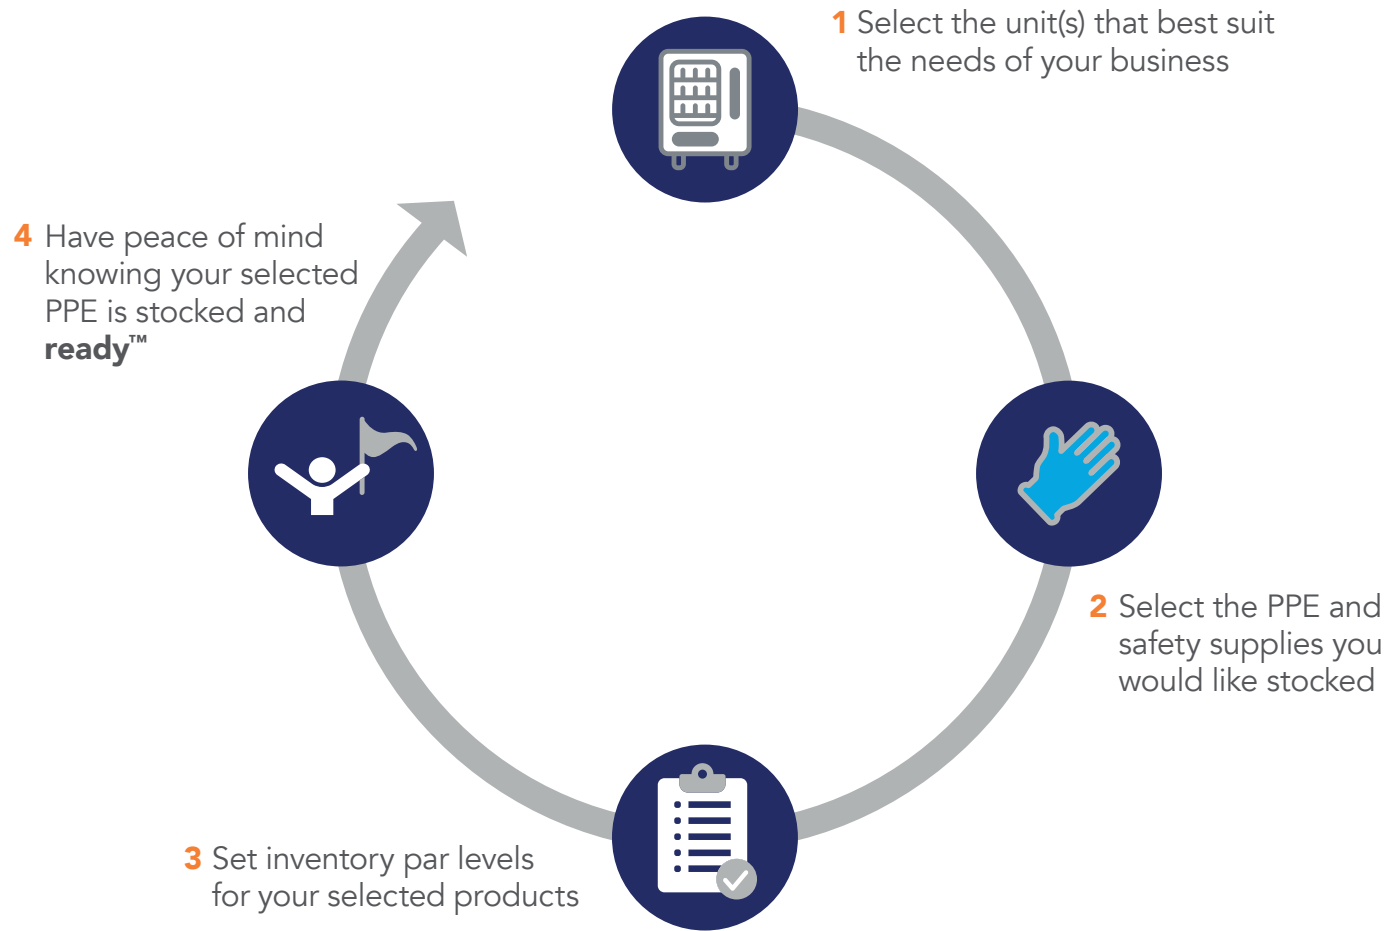 1 Select the unit(s) that best suit
the needs of your business
2 Select the PPE and
safety supplies you
would like stocked
3 Set inventory par levels
for your selected products
4 Have peace of mind
knowing your selected
PPE is stocked and
ready™